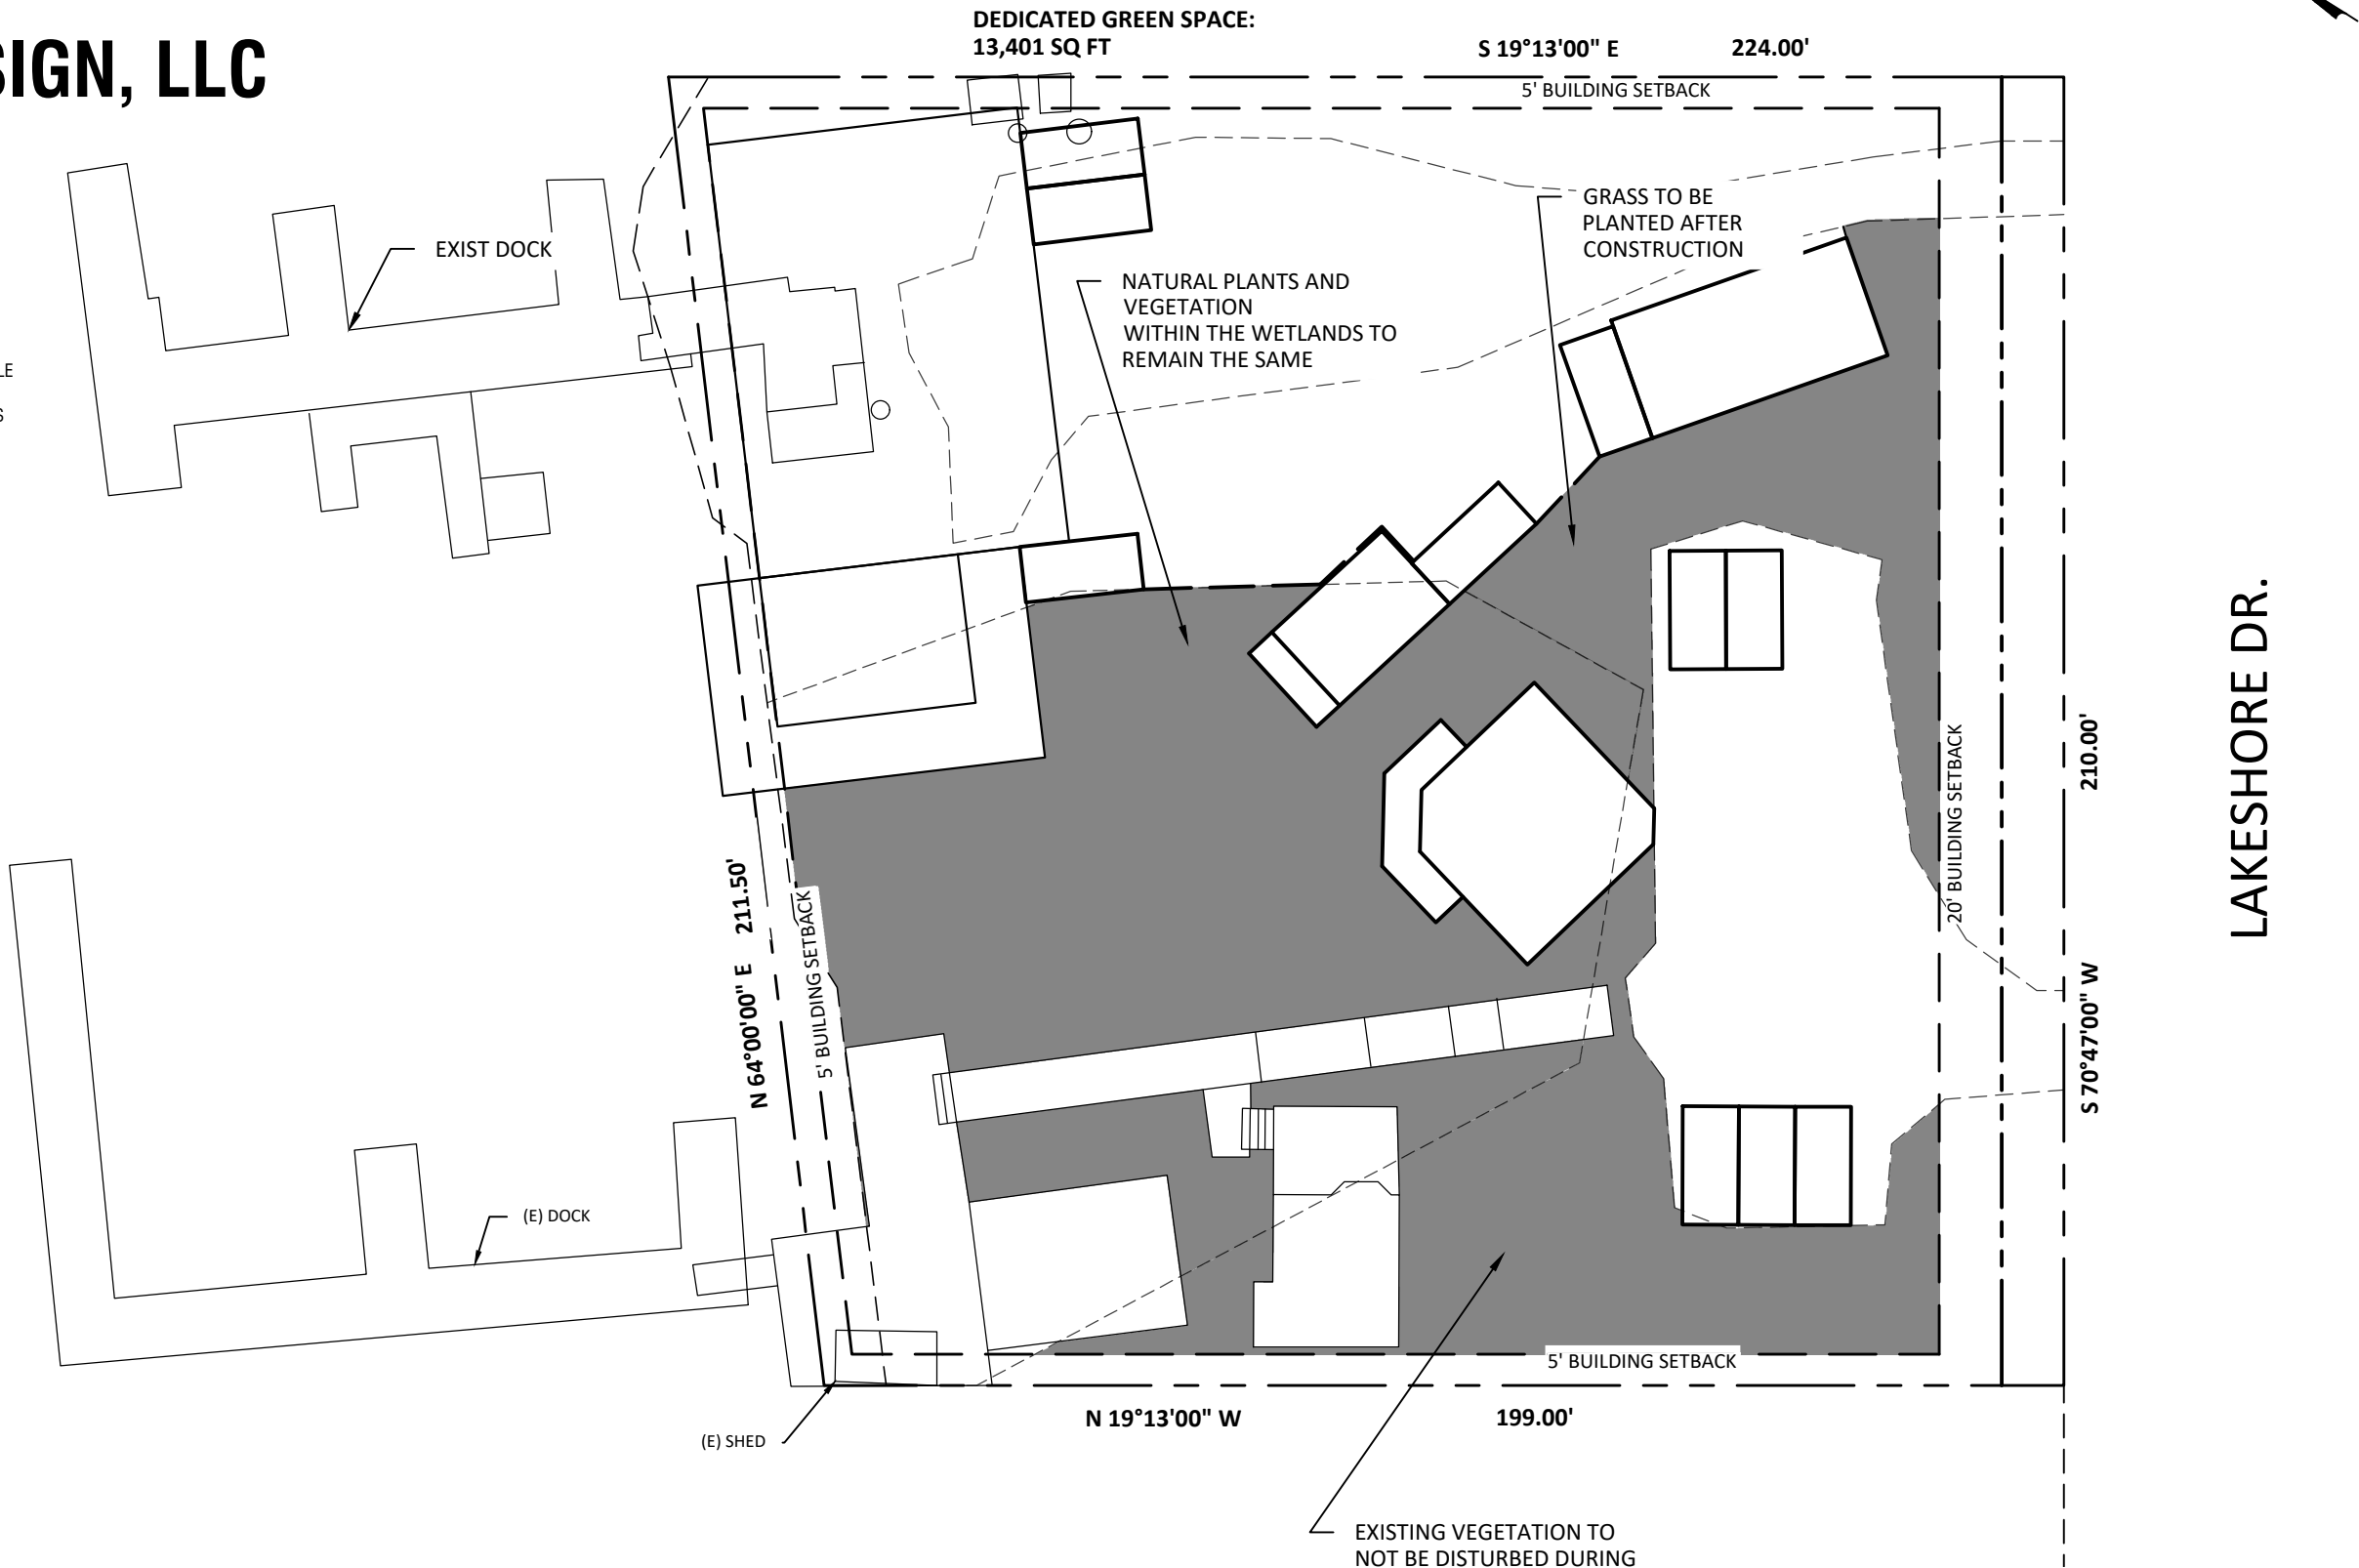 DEDICATED GREEN SPACE:
13,401 SQ FT
S 19°13'00" E 224.00'
SIGN, LLC
5' BUILDING SETBACK
GRASS TO BE
PLANTED AFTER
CONSTRUCTION
EXIST DOCK
NATURAL PLANTS AND
VEGETATION
WITHIN THE WETLANDS TO
REMAIN THE SAME
LE
S
LAKESHORE DR.
20' BUILDING SETBACK
S 70°47'00" W 210.00'
N 64°00'00" E 211.50'
5' BUILDING SETBACK
(E) DOCK
5' BUILDING SETBACK
N 19°13'00" W 199.00'
(E) SHED
EXISTING VEGETATION TO
NOT BE DISTURBED DURING